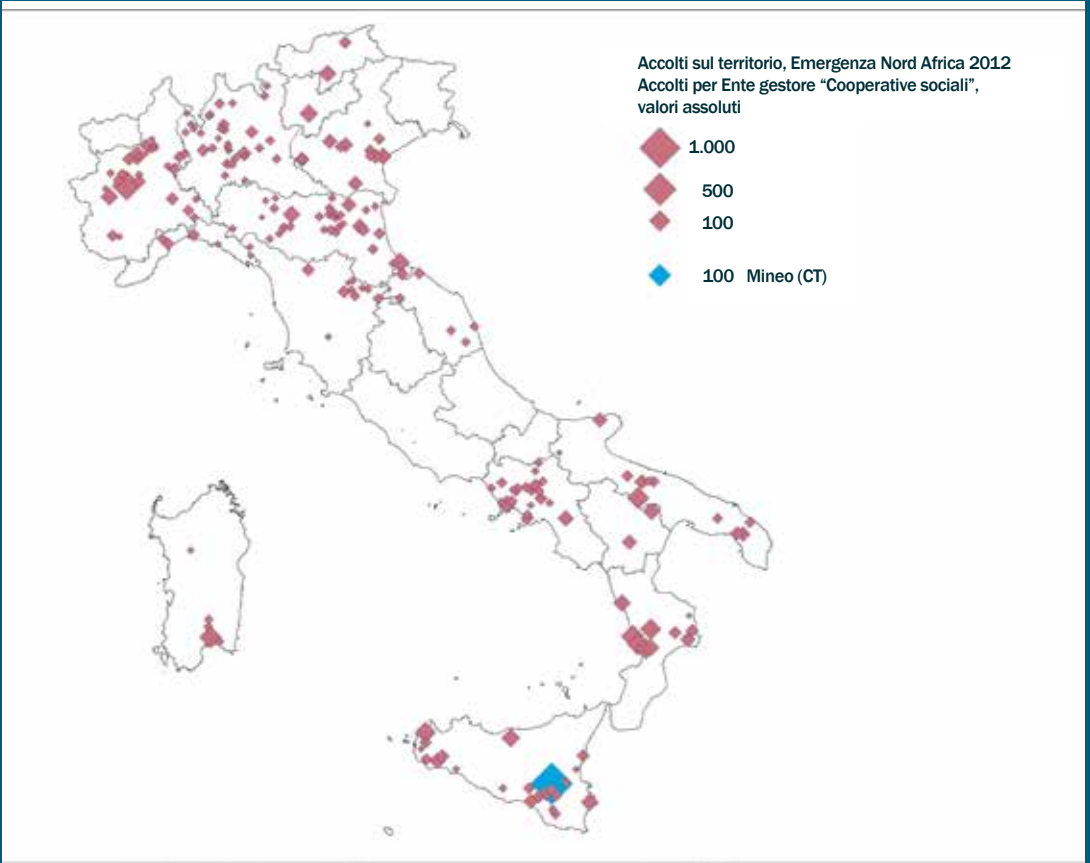 Accolti sul territorio, Emergenza Nord Africa 2012
Accolti per Ente gestore “Cooperative sociali”,
valori assoluti
1.000
500
100
100 Mineo (CT)